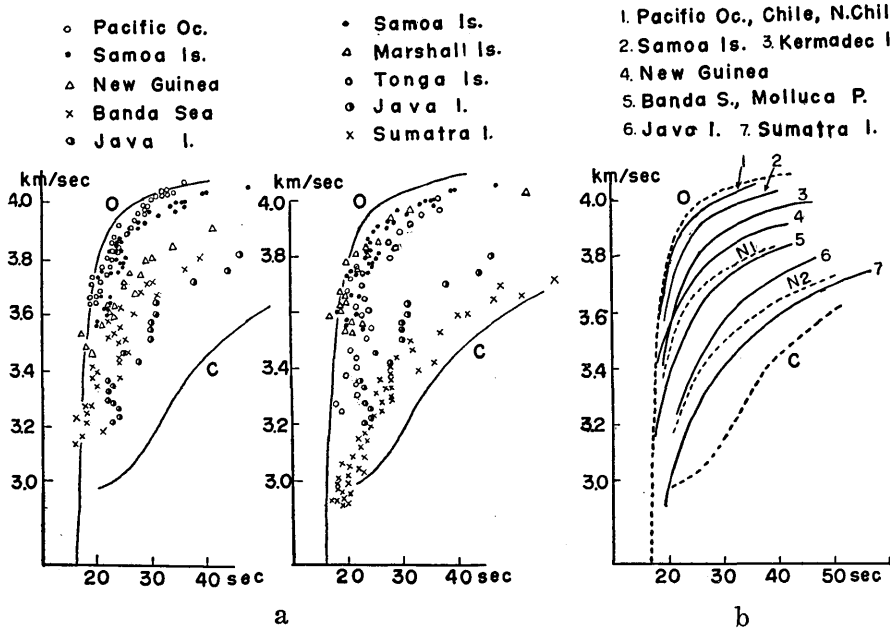 Pacific Oc.
Samoa Is.
New Guinea
Banda Sea
Java I.
Samoa Is.
Marshall Is.
Tonga Is.
Java I.
Sumatra I.
1. Pacific Oc., Chile, N.Chil
2. Samoa Is. 3. Kermadec I
4. New Guinea
5. Banda S., Molluca P.
6. Java I. 7. Sumatra I.
km/sec
4.0
3.8
3.6
3.4
3.2
3.0
O
C
20 30 40 sec
km/sec
4.0
3.8
3.6
3.4
3.2
3.0
O
C
20 30 40 sec
a
km/sec
4.0
3.8
3.6
3.4
3.2
3.0
O
1
2
3
4
5
N1
6
N2
7
C
20 30 40 50 sec
b